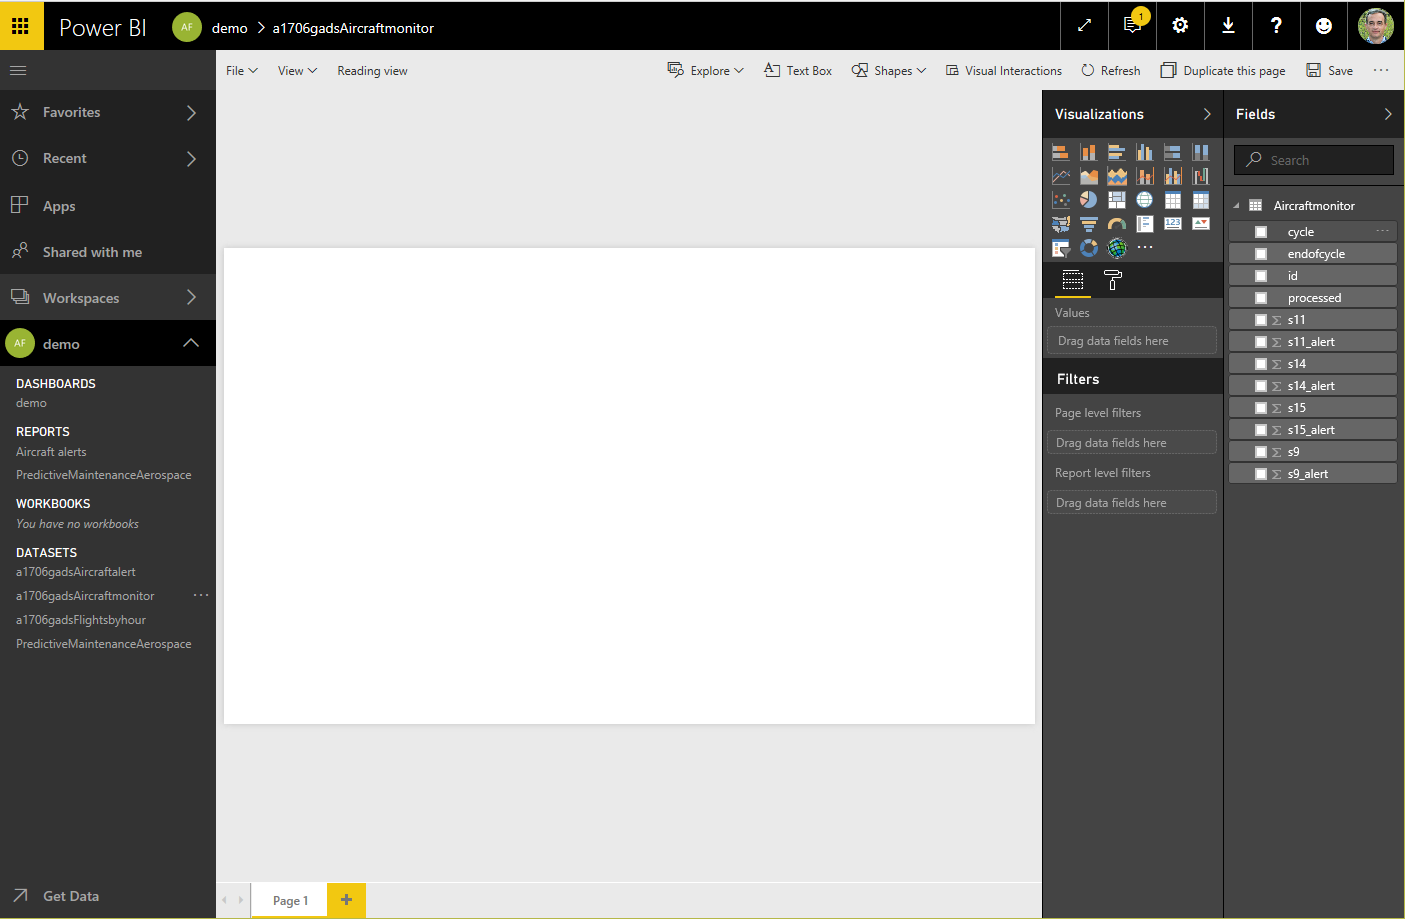 Power BI
AF
demo
a1706gadsAircraftmonitor
1
?
File
View
Reading view
Explore
Text Box
Shapes
Visual Interactions
Refresh
Duplicate this page
Save
Favorites
Recent
Apps
Shared with me
Workspaces
AF
demo
DASHBOARDS
demo
REPORTS
Aircraft alerts
PredictiveMaintenanceAerospace
WORKBOOKS
You have no workbooks
DATASETS
a1706gadsAircraftalert
a1706gadsAircraftmonitor
a1706gadsFlightsbyhour
PredictiveMaintenanceAerospace
Get Data
Page 1
Visualizations
123
Values
Drag data fields here
Filters
Page level filters
Drag data fields here
Report level filters
Drag data fields here
Fields
Search
Aircraftmonitor
cycle
endofcycle
id
processed
Σ s11
Σ s11_alert
Σ s14
Σ s14_alert
Σ s15
Σ s15_alert
Σ s9
Σ s9_alert